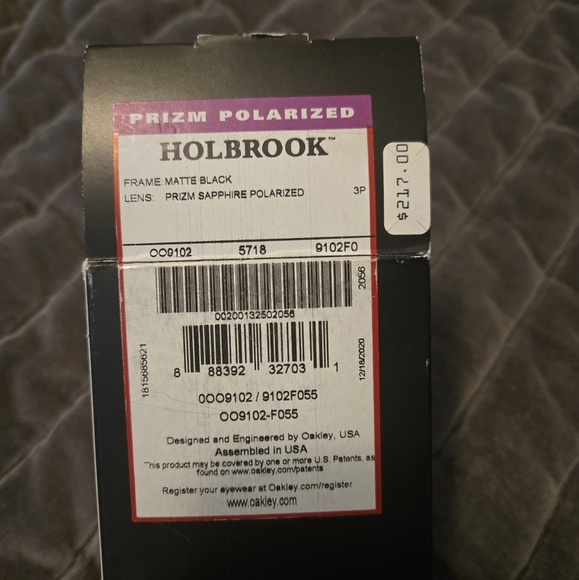 PRIZM POLARIZED
HOLBROOK™
$217.00
FRAME: MATTE BLACK
LENS: PRIZM SAPPHIRE POLARIZED 3P
OO9102 5718 9102F0
2056
00200132502056
1815685621
8 88392 32703 1
12/18/2020
0OO9102 / 9102F055
OO9102-F055
Designed and Engineered by Oakley, USA
Assembled in USA
This product may be covered by one or more U.S. Patents, as
found on www.oakley.com/patents
Register your eyewear at Oakley.com/register
www.oakley.com